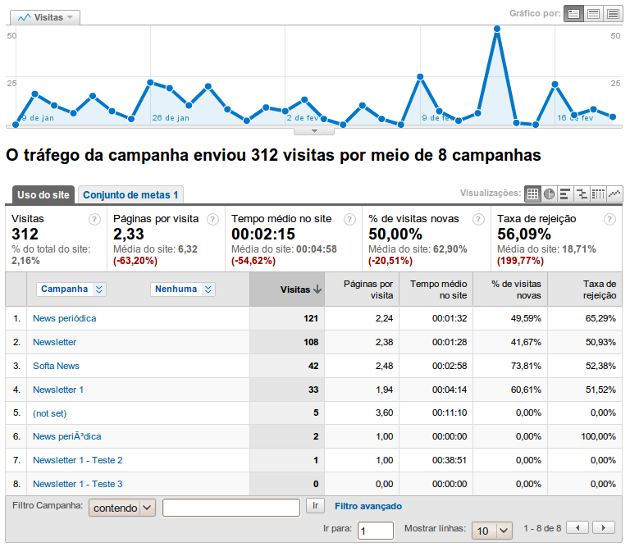 Visitas
Gráfico por:
50 50
25 25
9 de jan 26 de jan 2 de fev 9 de fev 16 de fev
O tráfego da campanha enviou 312 visitas por meio de 8 campanhas
Uso do site Conjunto de metas 1 Visualizações:
Visitas ? Páginas por visita ? Tempo médio no site ? % de visitas novas ? Taxa de rejeição ?
312 2,33 00:02:15 50,00% 56,09%
% do total do site: Média do site: 6,32 Média do site: 00:04:58 Média do site: 62,90% Média do site: 18,71%
2,16% (-63,20%) (-54,62%) (-20,51%) (199,77%)
Campanha Nenhuma Visitas Páginas por visita Tempo médio no site % de visitas novas Taxa de rejeição
1. News periódica 121 2,24 00:01:32 49,59% 65,29%
2. Newsletter 108 2,38 00:01:28 41,67% 50,93%
3. Softa News 42 2,48 00:02:58 73,81% 52,38%
4. Newsletter 1 33 1,94 00:04:14 60,61% 51,52%
5. (not set) 5 3,60 00:11:10 0,00% 0,00%
6. News periÃ³dica 2 1,00 00:00:00 0,00% 100,00%
7. Newsletter 1 - Teste 2 1 1,00 00:38:51 0,00% 0,00%
8. Newsletter 1 - Teste 3 0 0,00 00:00:00 0,00% 0,00%
Filtro Campanha: contendo Ir Filtro avançado
Ir para: 1 Mostrar linhas: 10 1 - 8 de 8